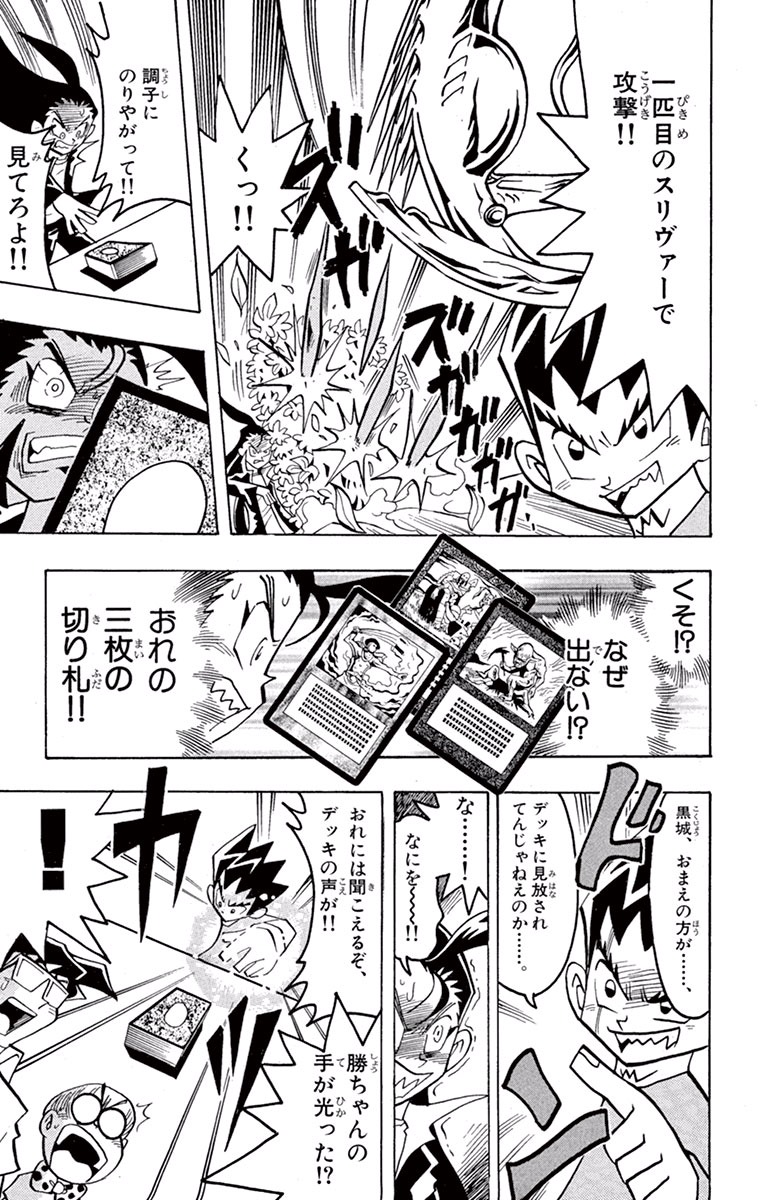 一匹目のスリヴァーで
攻撃!!
ズズズ
くっ!!
ズガガガ
調子に
のりやがって!!
見てろよ!!
くそ!?
なぜ
出ない!?
おれの
三枚の
切り札!!
黒城、おまえの方が……、
デッキに見放され
てんじゃねえのか……。
ドン
な……!
なにを〜〜!!
おれには聞こえるぞ、
デッキの声が!!
勝ちゃんの
手が光った!?
!